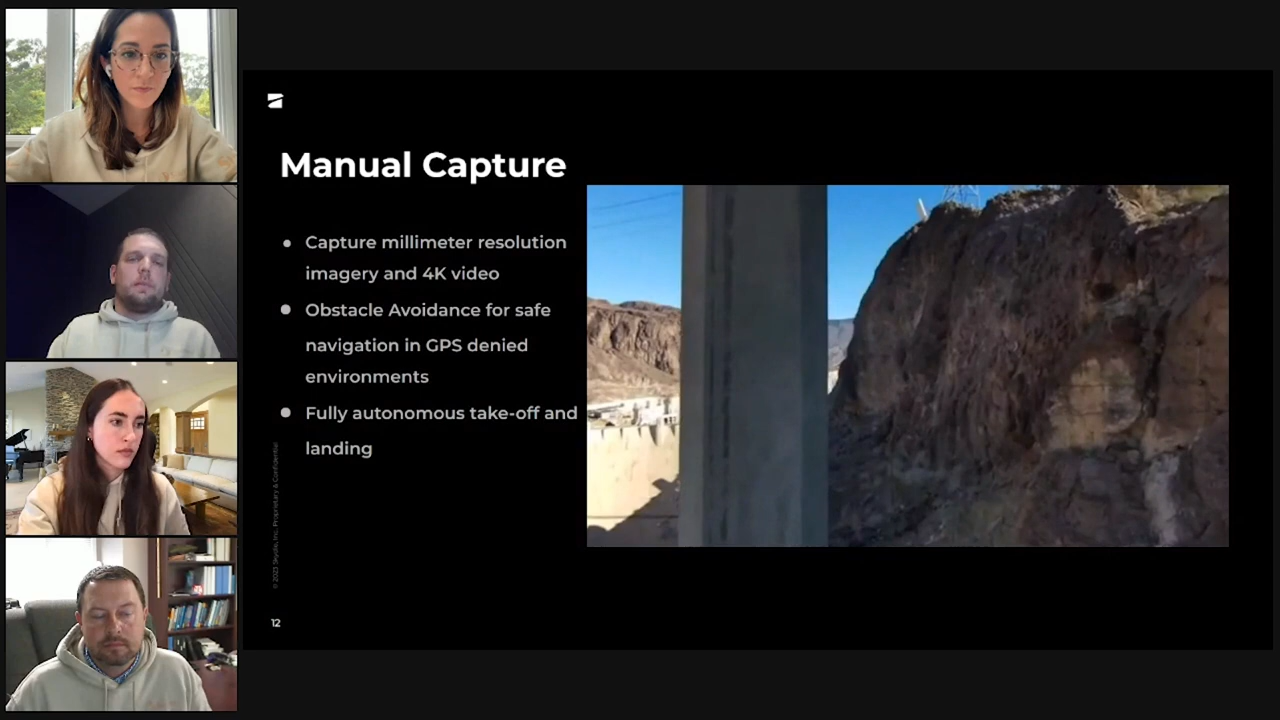 Manual Capture
Capture millimeter resolution
imagery and 4K video
Obstacle Avoidance for safe
navigation in GPS denied
environments
Fully autonomous take-off and
landing
© 2023 Skydio, Inc. Proprietary & Confidential
12